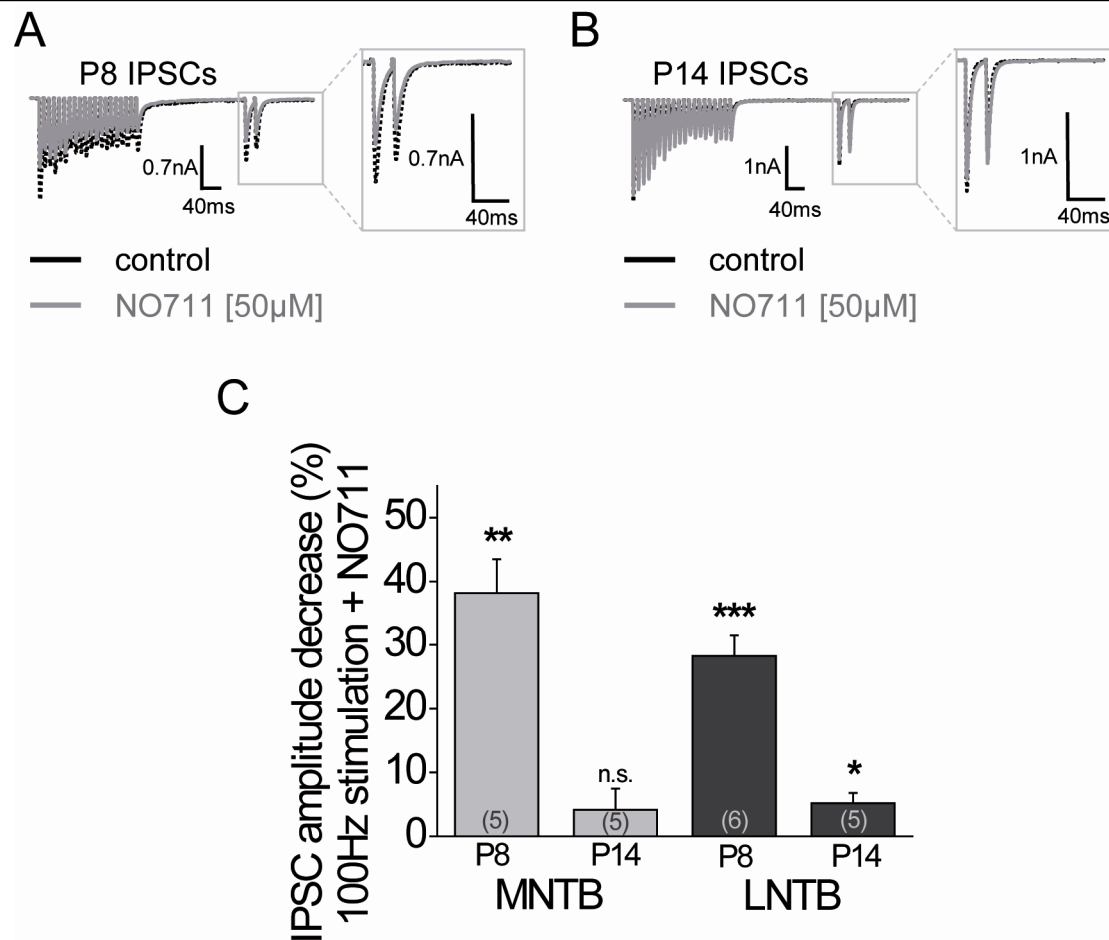 A
P8 IPSCs
0.7nA
40ms
0.7nA
40ms
control
NO711 [50µM]
B
P14 IPSCs
1nA
40ms
1nA
40ms
control
NO711 [50µM]
C
IPSC amplitude decrease (%)
100Hz stimulation + NO711
50
40
30
20
10
0
**
n.s.
***
*
(5)
(5)
(6)
(5)
P8
P14
P8
P14
MNTB
LNTB